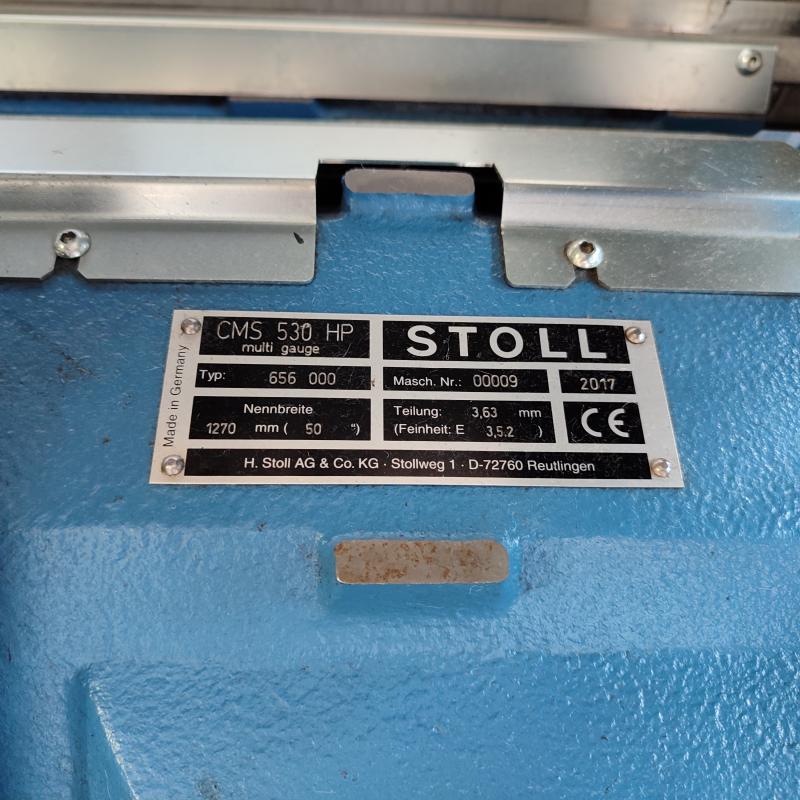 Made in Germany
CMS 530 HP
multi gauge
STOLL
Typ: 656 000
Masch. Nr.: 00009
2017
Nennbreite
1270 mm ( 50 ")
Teilung: 3,63 mm
(Feinheit: E 3,5.2 )
CE
H. Stoll AG & Co. KG · Stollweg 1 · D-72760 Reutlingen